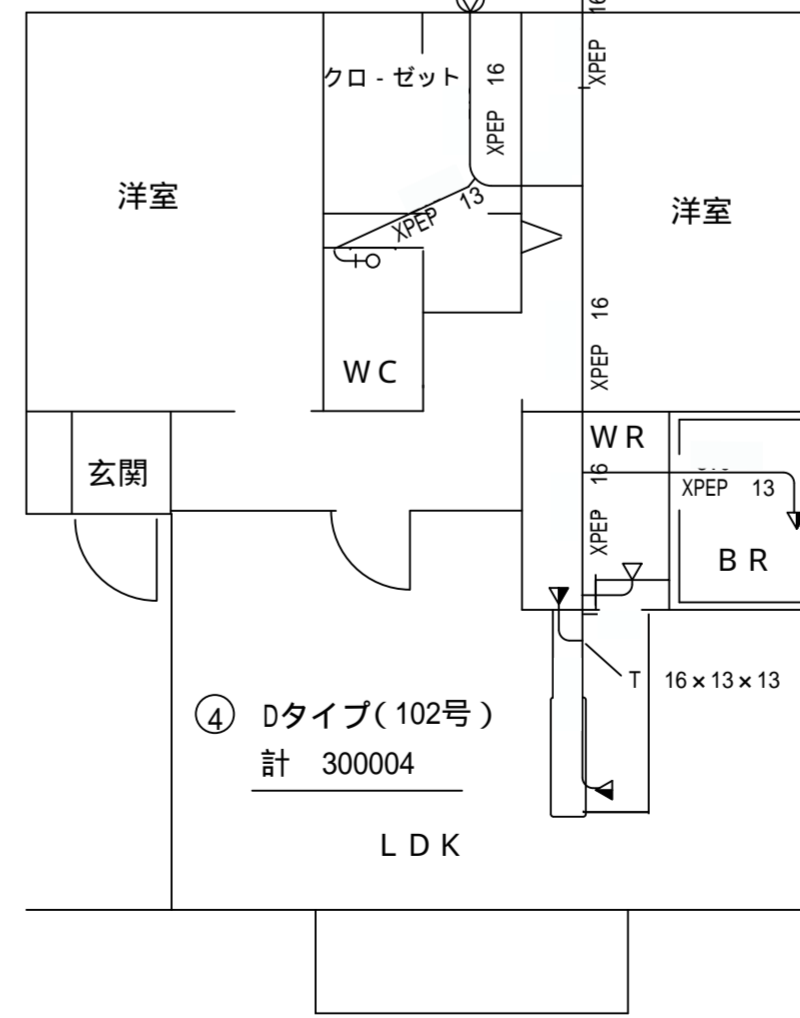 16
XPEP
クロ-ゼット
16
XPEP
洋室
13
XPEP
洋室
16
XPEP
WC
WR
玄関
16
XPEP
XPEP 13
BR
T 16×13×13
④ Dタイプ(102号)
計 300004
LDK